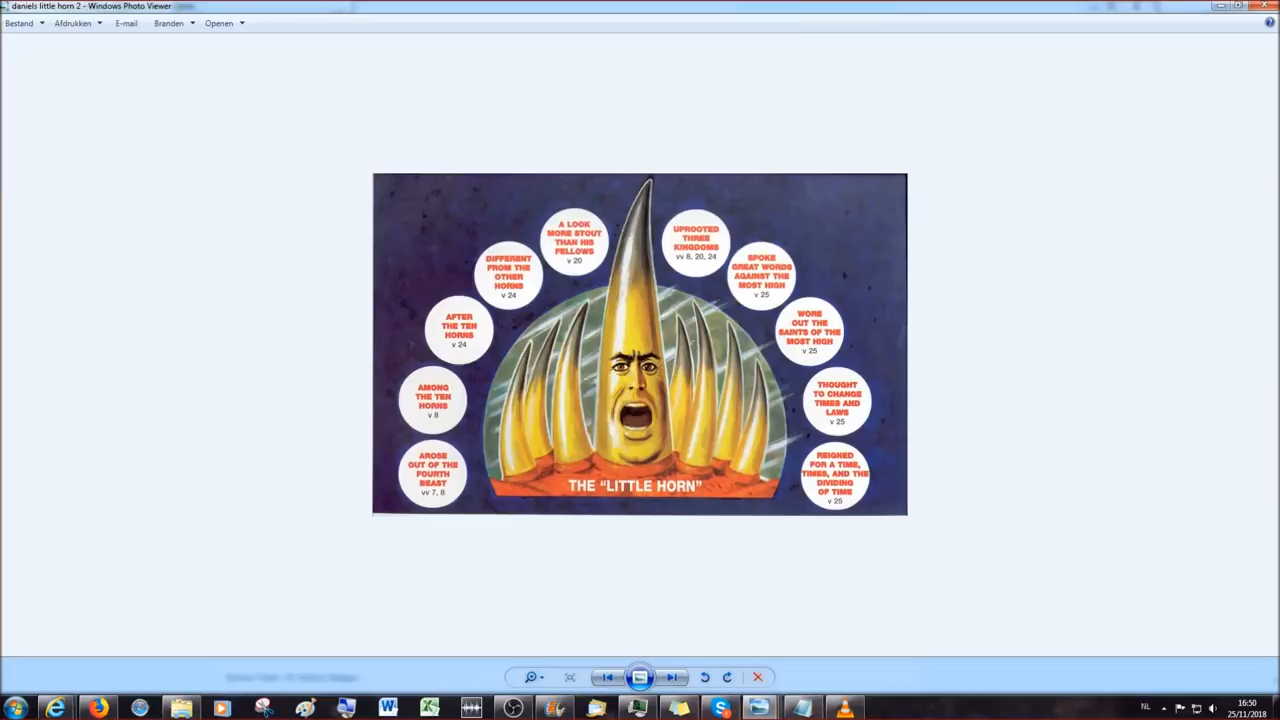 daniels little horn 2 - Windows Photo Viewer
Bestand
Afdrukken
E-mail
Branden
Openen
A LOOK
MORE STOUT
THAN HIS
FELLOWS
v 20
UPROOTED
THREE
KINGDOMS
vv 8, 20, 24
DIFFERENT
FROM THE
OTHER
HORNS
v 24
SPOKE
GREAT WORDS
AGAINST THE
MOST HIGH
v 25
AFTER
THE TEN
HORNS
v 24
WORE
OUT THE
SAINTS OF THE
MOST HIGH
v 25
AMONG
THE TEN
HORNS
v 8
THOUGHT
TO CHANGE
TIMES AND
LAWS
v 25
AROSE
OUT OF THE
FOURTH
BEAST
vv 7, 8
REIGNED
FOR A TIME,
TIMES, AND THE
DIVIDING
OF TIME
v 25
THE "LITTLE HORN"
NL
16:50
25/11/2018